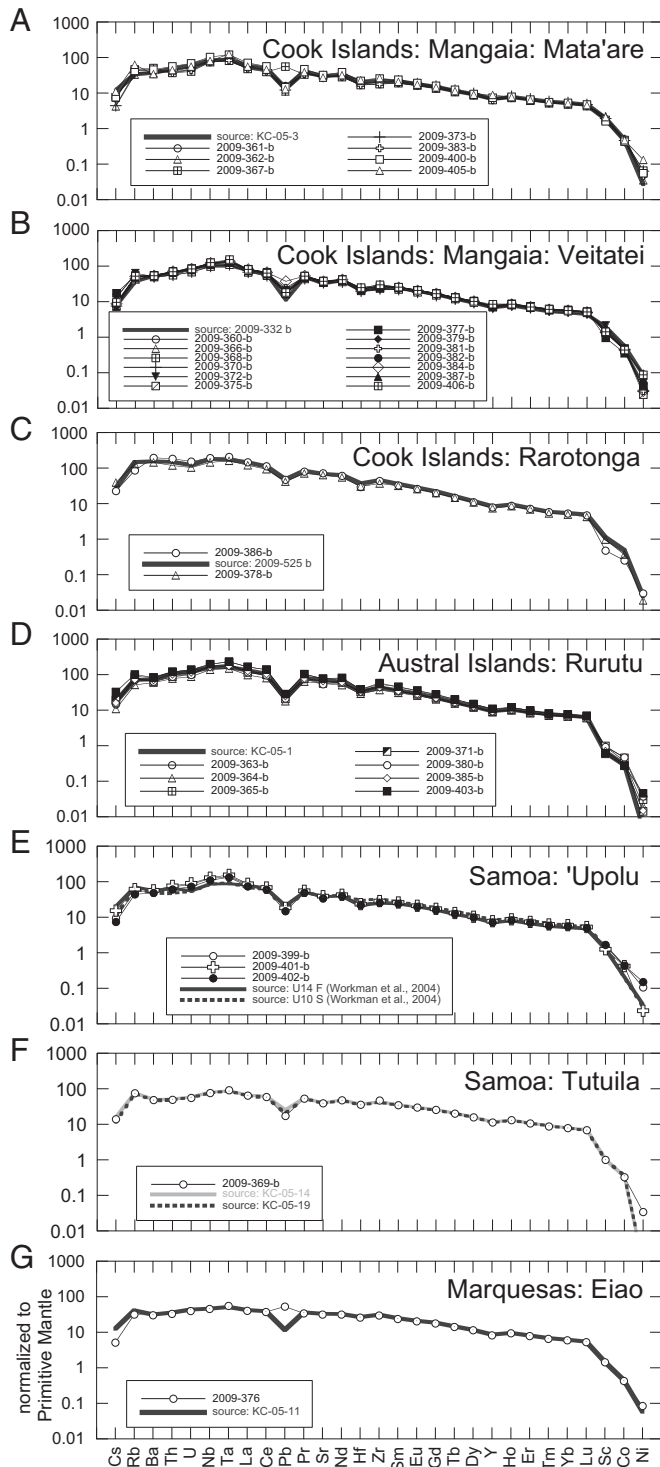 A
Cook Islands: Mangaia: Mata'are
1000
100
10
1
0.1
0.01
source: KC-05-3
2009-361-b
2009-362-b
2009-367-b
2009-373-b
2009-383-b
2009-400-b
2009-405-b
B
Cook Islands: Mangaia: Veitatei
1000
100
10
1
0.1
0.01
source: 2009-332 b
2009-360-b
2009-366-b
2009-368-b
2009-370-b
2009-372-b
2009-375-b
2009-377-b
2009-379-b
2009-381-b
2009-382-b
2009-384-b
2009-387-b
2009-406-b
C
Cook Islands: Rarotonga
1000
100
10
1
0.1
0.01
2009-386-b
source: 2009-525 b
2009-378-b
D
Austral Islands: Rurutu
1000
100
10
1
0.1
0.01
source: KC-05-1
2009-363-b
2009-364-b
2009-365-b
2009-371-b
2009-380-b
2009-385-b
2009-403-b
E
Samoa: 'Upolu
1000
100
10
1
0.1
0.01
2009-399-b
2009-401-b
2009-402-b
source: U14 F (Workman et al., 2004)
source: U10 S (Workman et al., 2004)
F
Samoa: Tutuila
1000
100
10
1
0.1
0.01
2009-369-b
source: KC-05-14
source: KC-05-19
G
Marquesas: Eiao
1000
100
10
1
0.1
0.01
normalized to
Primitive Mantle
2009-376
source: KC-05-11
Cs Rb Ba Th U Nb Ta La Ce Pb Pr Sr Nd Hf Zr Sm Eu Gd Tb Dy Y Ho Er Tm Yb Lu Sc Co Ni